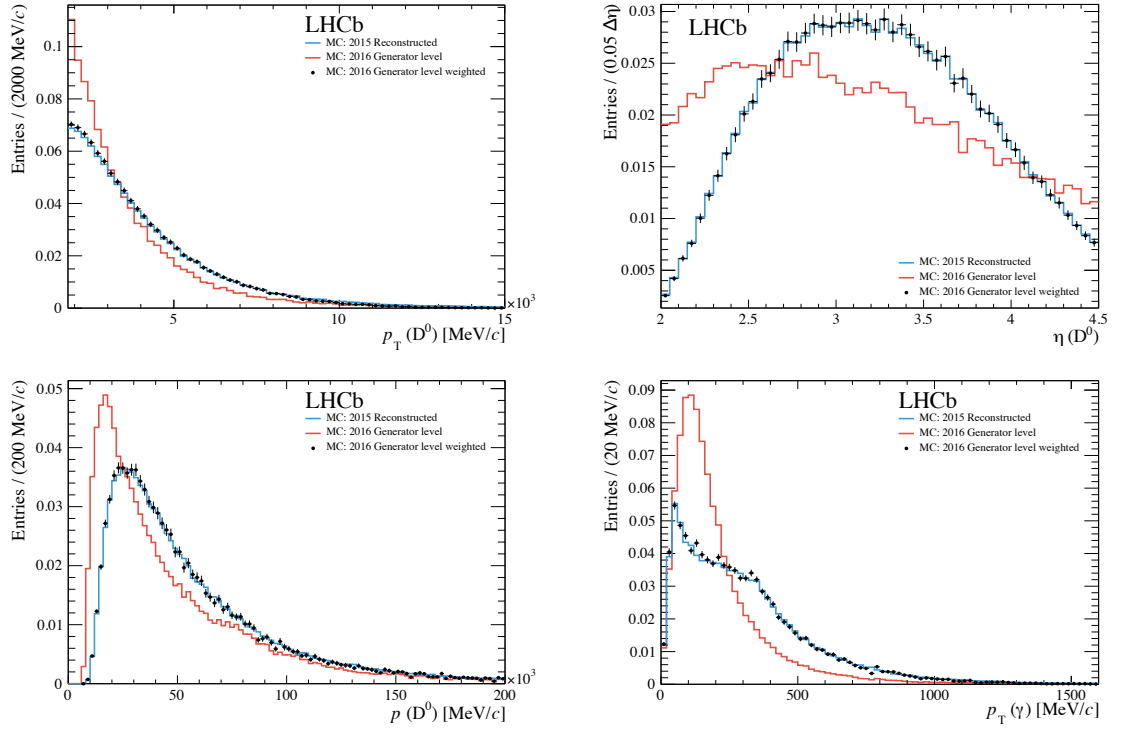 LHCb
MC: 2015 Reconstructed
MC: 2016 Generator level
MC: 2016 Generator level weighted
Entries / (2000 MeV/c)
0.1
0.08
0.06
0.04
0.02
0
5
10
15
×10³
p_T (D⁰) [MeV/c]
LHCb
MC: 2015 Reconstructed
MC: 2016 Generator level
MC: 2016 Generator level weighted
Entries / (0.05 Δη)
0.03
0.025
0.02
0.015
0.01
0.005
2.0
2.5
3
3.5
4
4.5
η (D⁰)
LHCb
MC: 2015 Reconstructed
MC: 2016 Generator level
MC: 2016 Generator level weighted
Entries / (200 MeV/c)
0.05
0.04
0.03
0.02
0.01
0
0
50
100
150
200
×10³
p (D⁰) [MeV/c]
LHCb
MC: 2015 Reconstructed
MC: 2016 Generator level
MC: 2016 Generator level weighted
Entries / (20 MeV/c)
0.09
0.08
0.07
0.06
0.05
0.04
0.03
0.02
0.01
0
0
500
1000
1500
p_T (γ) [MeV/c]